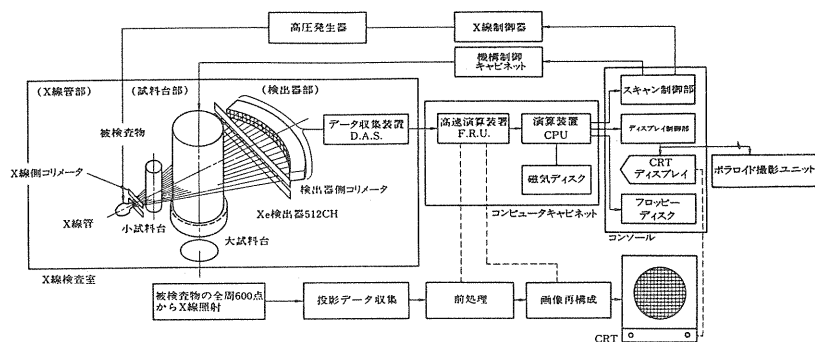 高圧発生器
X線制御器
機構制御
キャビネット
(X線管部)
(試料台部)
(検出器部)
被検査物
X線側コリメータ
X線管
小試料台
大試料台
検出器側コリメータ
Xe検出器512CH
X線検査室
データ収集装置
D.A.S.
高速演算装署
F.R.U.
演算装置
CPU
磁気ディスク
コンピュータキャビネット
スキャン制御部
ディスプレイ制御部
CRT
ディスプレイ
フロッピー
ディスク
コンソール
ポラロイド撮影ユニット
被検査物の全周600点
からX線照射
投影データ収集
前処理
画像再構成
CRT